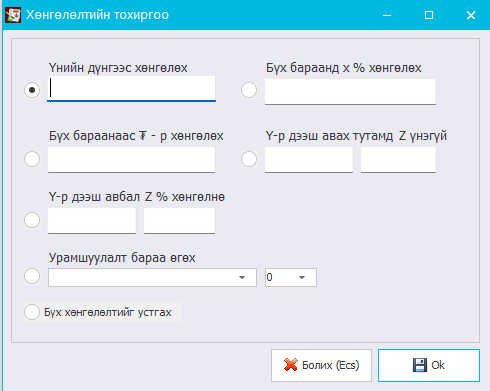 Хөнгөлөлтийн тохиргоо
Үнийн дүнгээс хөнгөлөх
Бүх бараанд x % хөнгөлөх
Бүх бараанаас ₮ - р хөнгөлөх
Y-р дээш авах тутамд Z үнэгүй
Y-р дээш авбал Z % хөнгөлнө
Урамшуулалт бараа өгөх
0
Бүх хөнгөлөлтийг устгах
Болих (Ecs)
Ok